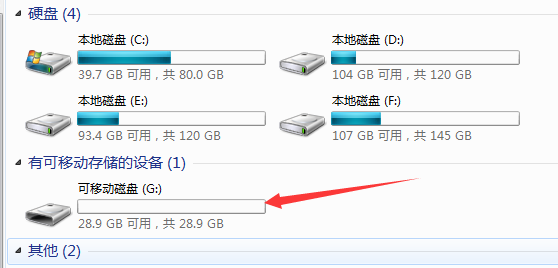 硬盘 (4)
本地磁盘 (C:)
39.7 GB 可用，共 80.0 GB
本地磁盘 (D:)
104 GB 可用，共 120 GB
本地磁盘 (E:)
93.4 GB 可用，共 120 GB
本地磁盘 (F:)
107 GB 可用，共 145 GB
有可移动存储的设备 (1)
可移动磁盘 (G:)
28.9 GB 可用，共 28.9 GB
其他 (2)